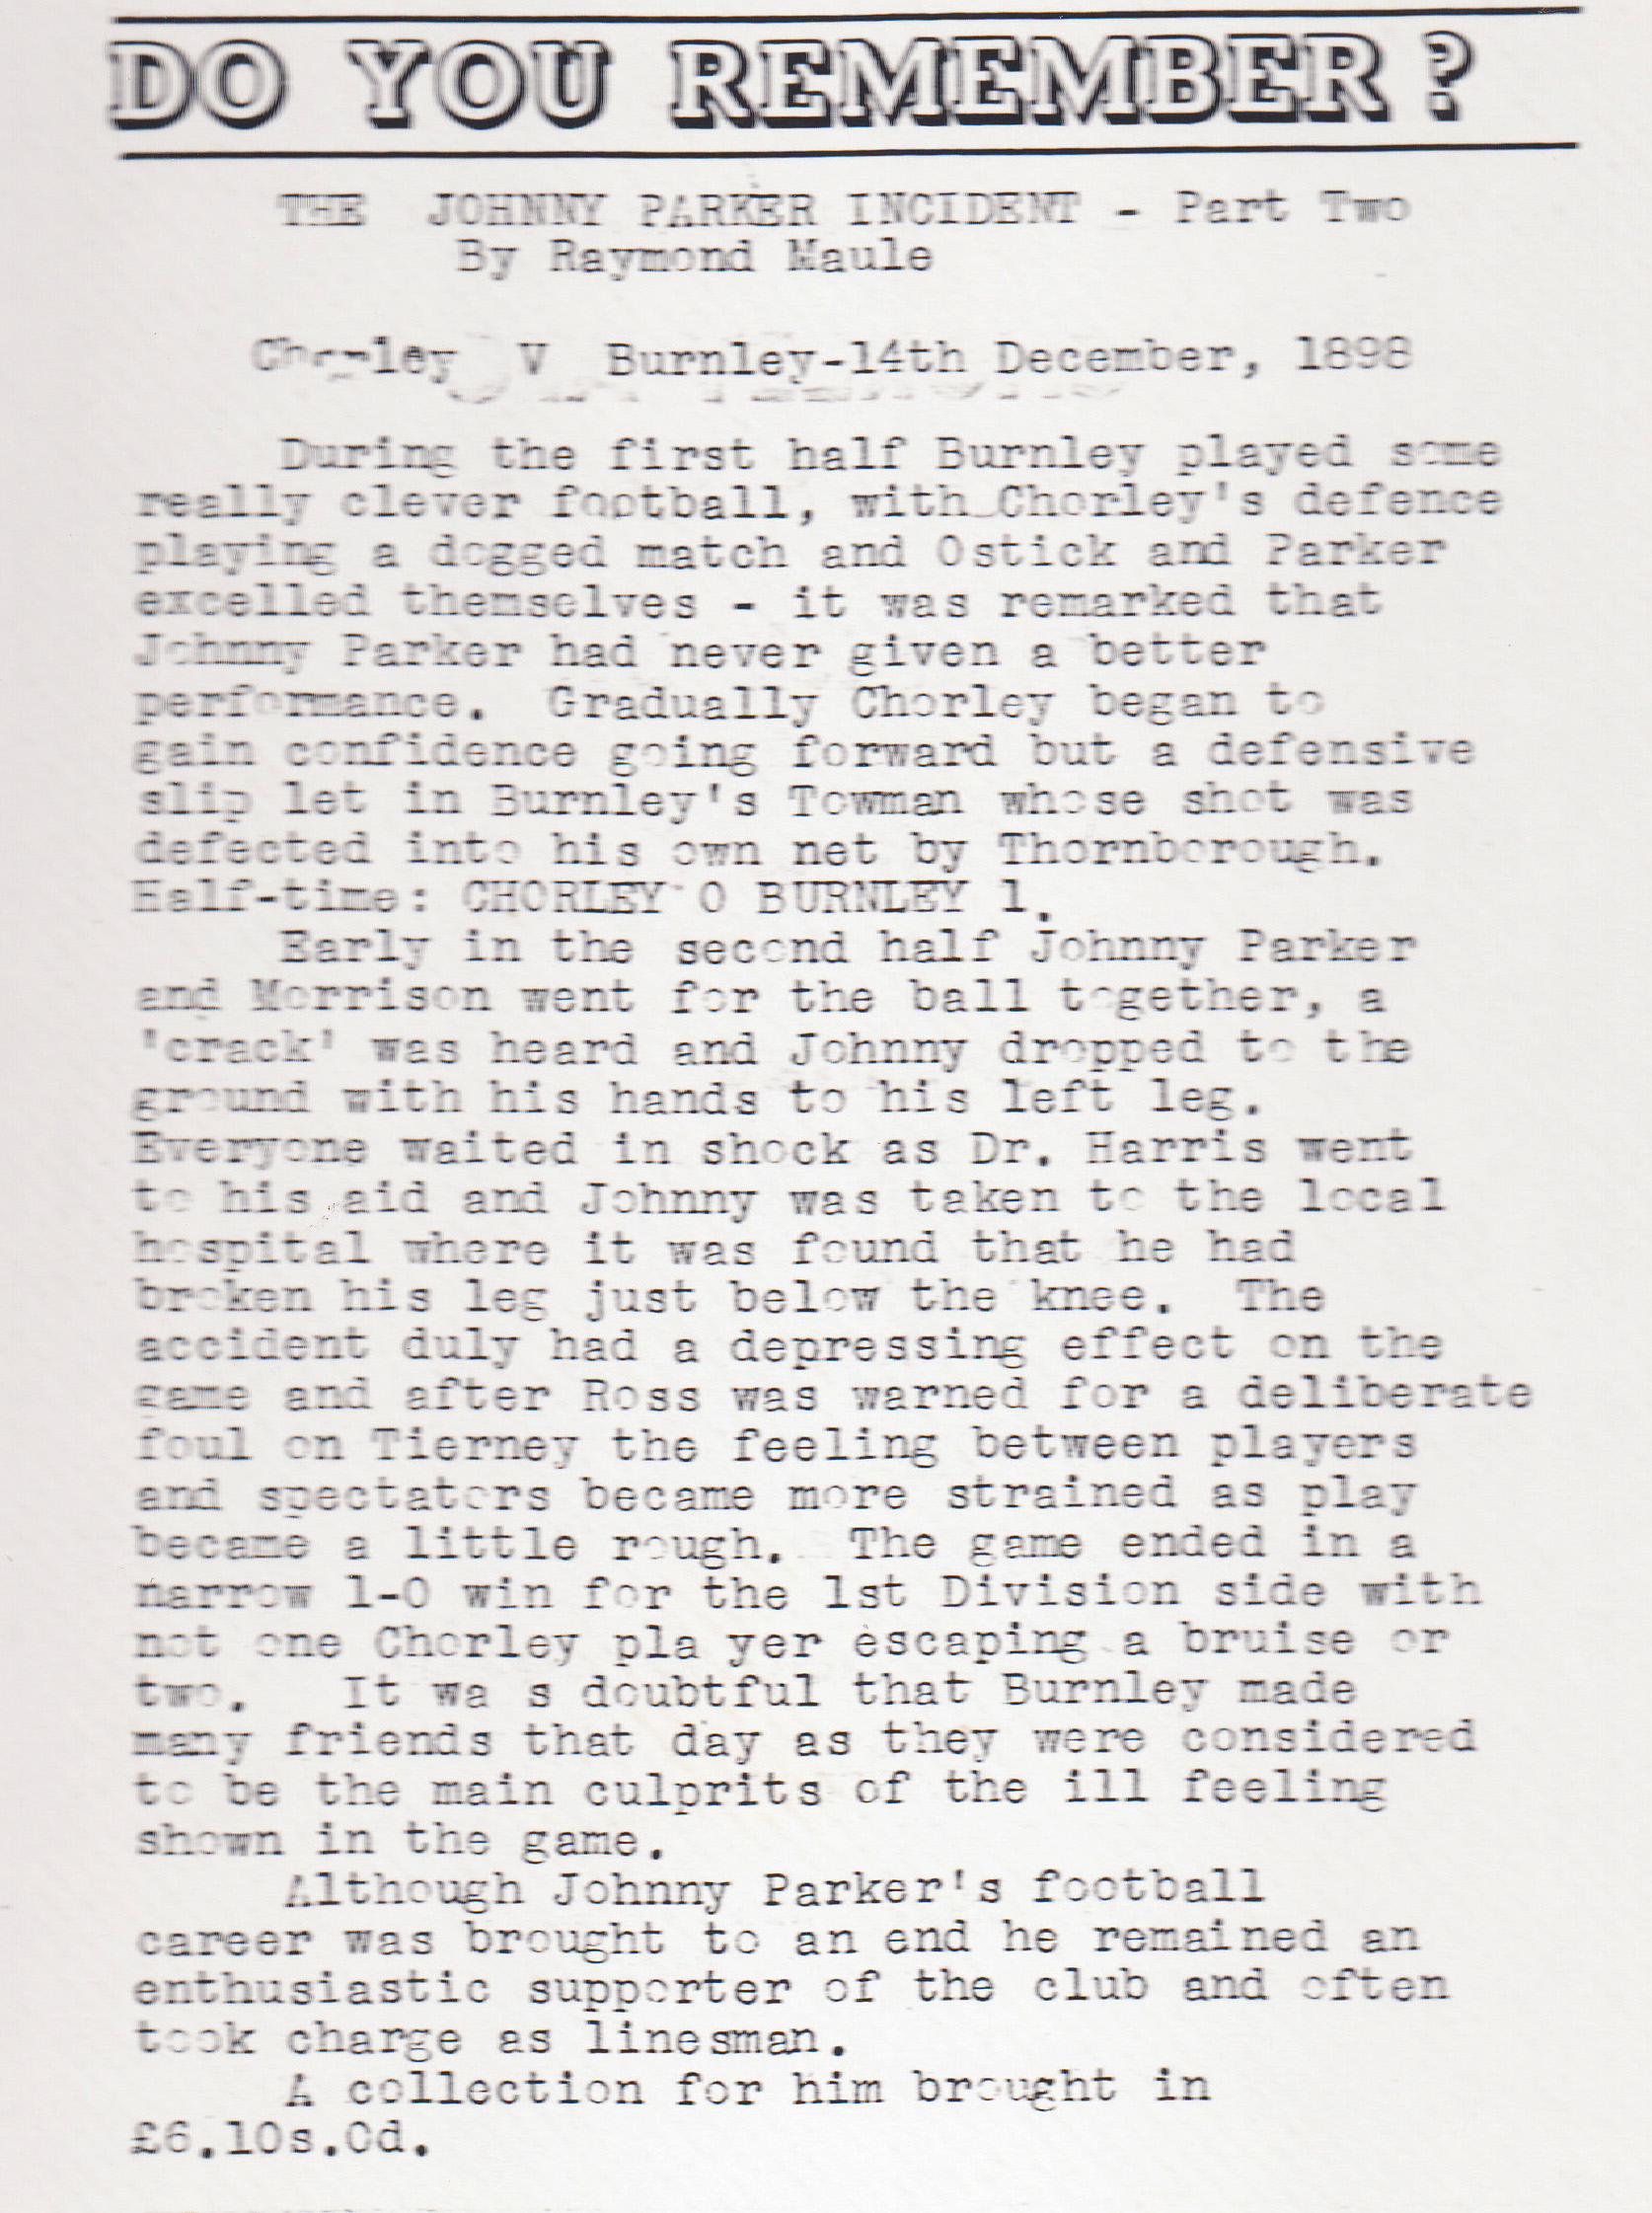 DO YOU REMEMBER ?
THE JOHNNY PARKER INCIDENT - Part Two
By Raymond Maule
Chorley V Burnley-14th December, 1898
During the first half Burnley played some
really clever football, with Chorley's defence
playing a dogged match and Ostick and Parker
excelled themselves - it was remarked that
Johnny Parker had never given a better
performance. Gradually Chorley began to
gain confidence going forward but a defensive
slip let in Burnley's Towman whose shot was
defected into his own net by Thornborough.
Half-time: CHORLEY 0 BURNLEY 1.
Early in the second half Johnny Parker
and Morrison went for the ball together, a
'crack' was heard and Johnny dropped to the
ground with his hands to his left leg.
Everyone waited in shock as Dr. Harris went
to his aid and Johnny was taken to the local
hospital where it was found that he had
broken his leg just below the knee. The
accident duly had a depressing effect on the
game and after Ross was warned for a deliberate
foul on Tierney the feeling between players
and spectators became more strained as play
became a little rough. The game ended in a
narrow 1-0 win for the 1st Division side with
not one Chorley pla yer escaping a bruise or
two. It wa s doubtful that Burnley made
many friends that day as they were considered
to be the main culprits of the ill feeling
shown in the game.
Although Johnny Parker's football
career was brought to an end he remained an
enthusiastic supporter of the club and often
took charge as linesman.
A collection for him brought in
£6.10s.0d.